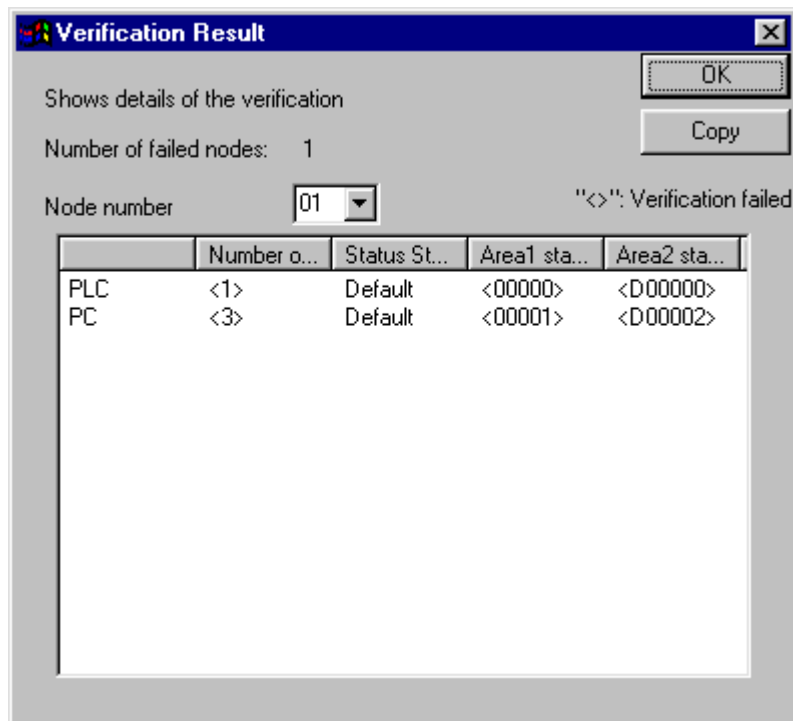 Verification Result
OK
Shows details of the verification
Copy
Number of failed nodes: 1
Node number 01 "<>": Verification failed
Number o... Status St... Area1 sta... Area2 sta...
PLC <1> Default <00000> <D00000>
PC <3> Default <00001> <D00002>